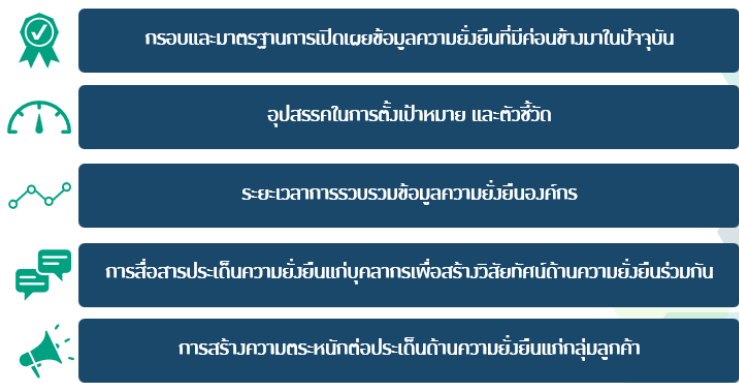 กรอบและมาตรฐานการเปิดเผยข้อมูลความยั่งยืนที่มีค่อนข้างมาในปัจจุบัน
อุปสรรคในการตั้งเป้าหมาย และตัวชี้วัด
ระยะเวลาการรวบรวมข้อมูลความยั่งยืนองค์กร
การสื่อสารประเด็นความยั่งยืนแก่บุคลากรเพื่อสร้างวิสัยทัศน์ด้านความยั่งยืนร่วมกัน
การสร้างความตระหนักต่อประเด็นด้านความยั่งยืนแก่กลุ่มลูกค้า